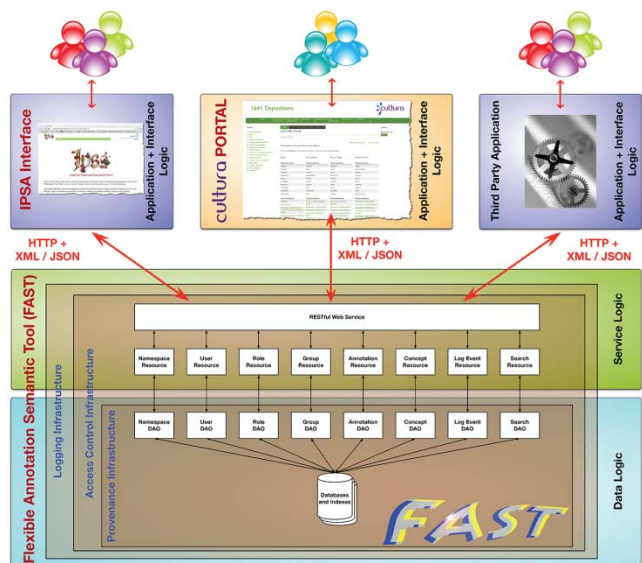 IPSA Interface
Application + Interface
Logic
cultura PORTAL
1641 Depositions
cultura
Application + Interface
Logic
Third Party Application
Application + Interface
Logic
HTTP +
XML / JSON
HTTP +
XML / JSON
HTTP +
XML / JSON
Flexible Annotation Semantic Tool (FAST)
Logging Infrastructure
Access Control Infrastructure
Provenance Infrastructure
Service Logic
Data Logic
RESTful Web Service
Namespace
Resource
User
Resource
Role
Resource
Group
Resource
Annotation
Resource
Concept
Resource
Log Event
Resource
Search
Resource
Namespace
DAO
User
DAO
Role
DAO
Group
DAO
Annotation
DAO
Concept
DAO
Log Event
DAO
Search
DAO
Databases
and Indexes
FAST